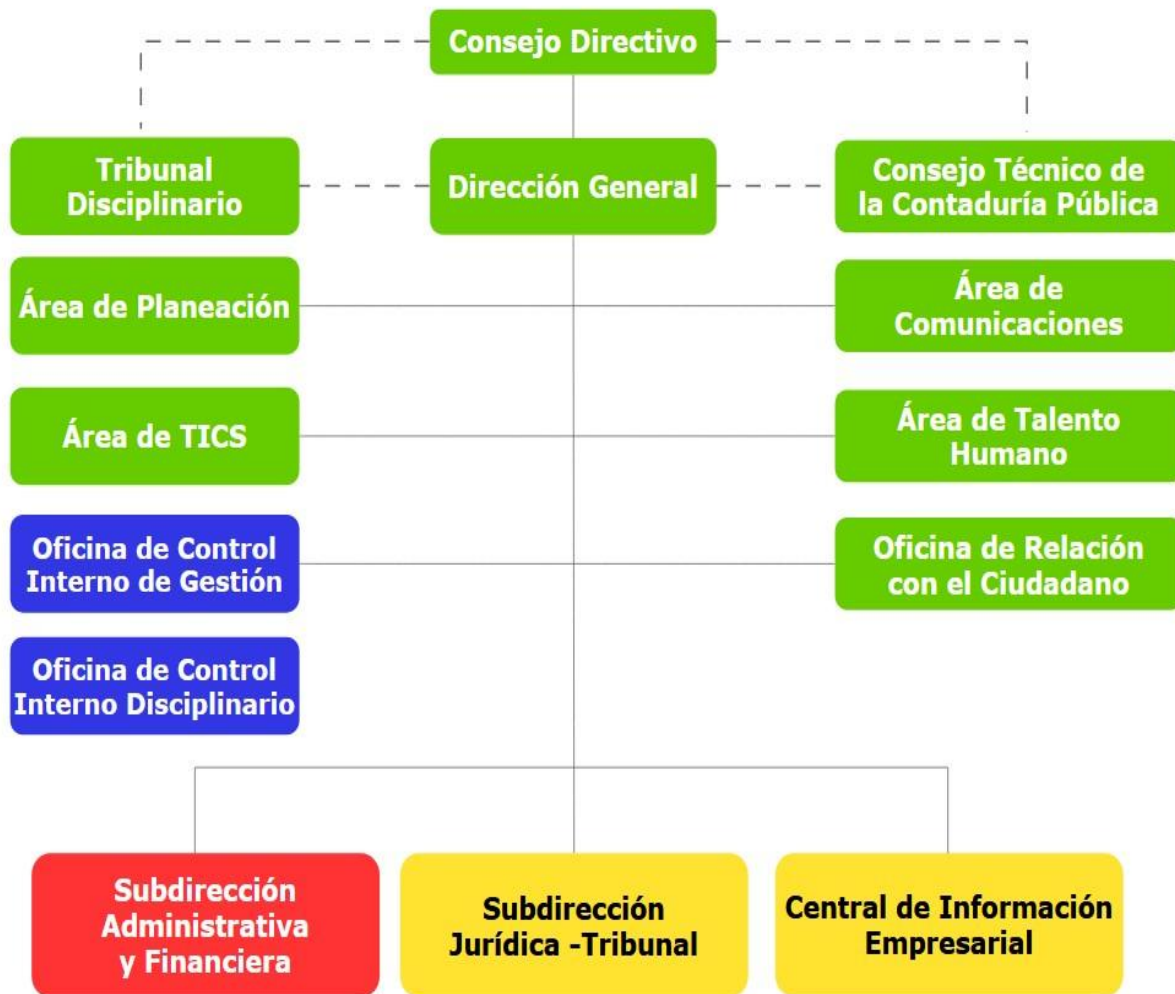 Consejo Directivo
Tribunal
Disciplinario
Dirección General
Consejo Técnico de
la Contaduría Pública
Área de Planeación
Área de
Comunicaciones
Área de TICS
Área de Talento
Humano
Oficina de Control
Interno de Gestión
Oficina de Relación
con el Ciudadano
Oficina de Control
Interno Disciplinario
Subdirección
Administrativa
y Financiera
Subdirección
Jurídica -Tribunal
Central de Información
Empresarial